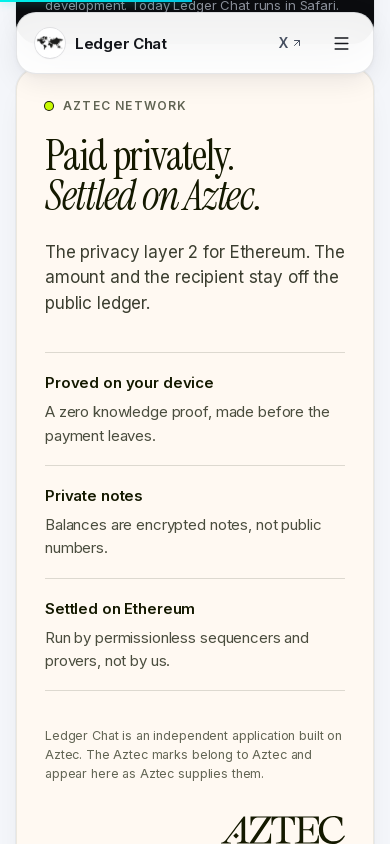 development. Today Ledger Chat runs in Safari.
Ledger Chat
X ↗
AZTEC NETWORK
Paid privately.
Settled on Aztec.
The privacy layer 2 for Ethereum. The
amount and the recipient stay off the
public ledger.
Proved on your device
A zero knowledge proof, made before the
payment leaves.
Private notes
Balances are encrypted notes, not public
numbers.
Settled on Ethereum
Run by permissionless sequencers and
provers, not by us.
Ledger Chat is an independent application built on
Aztec. The Aztec marks belong to Aztec and
appear here as Aztec supplies them.
AZTEC